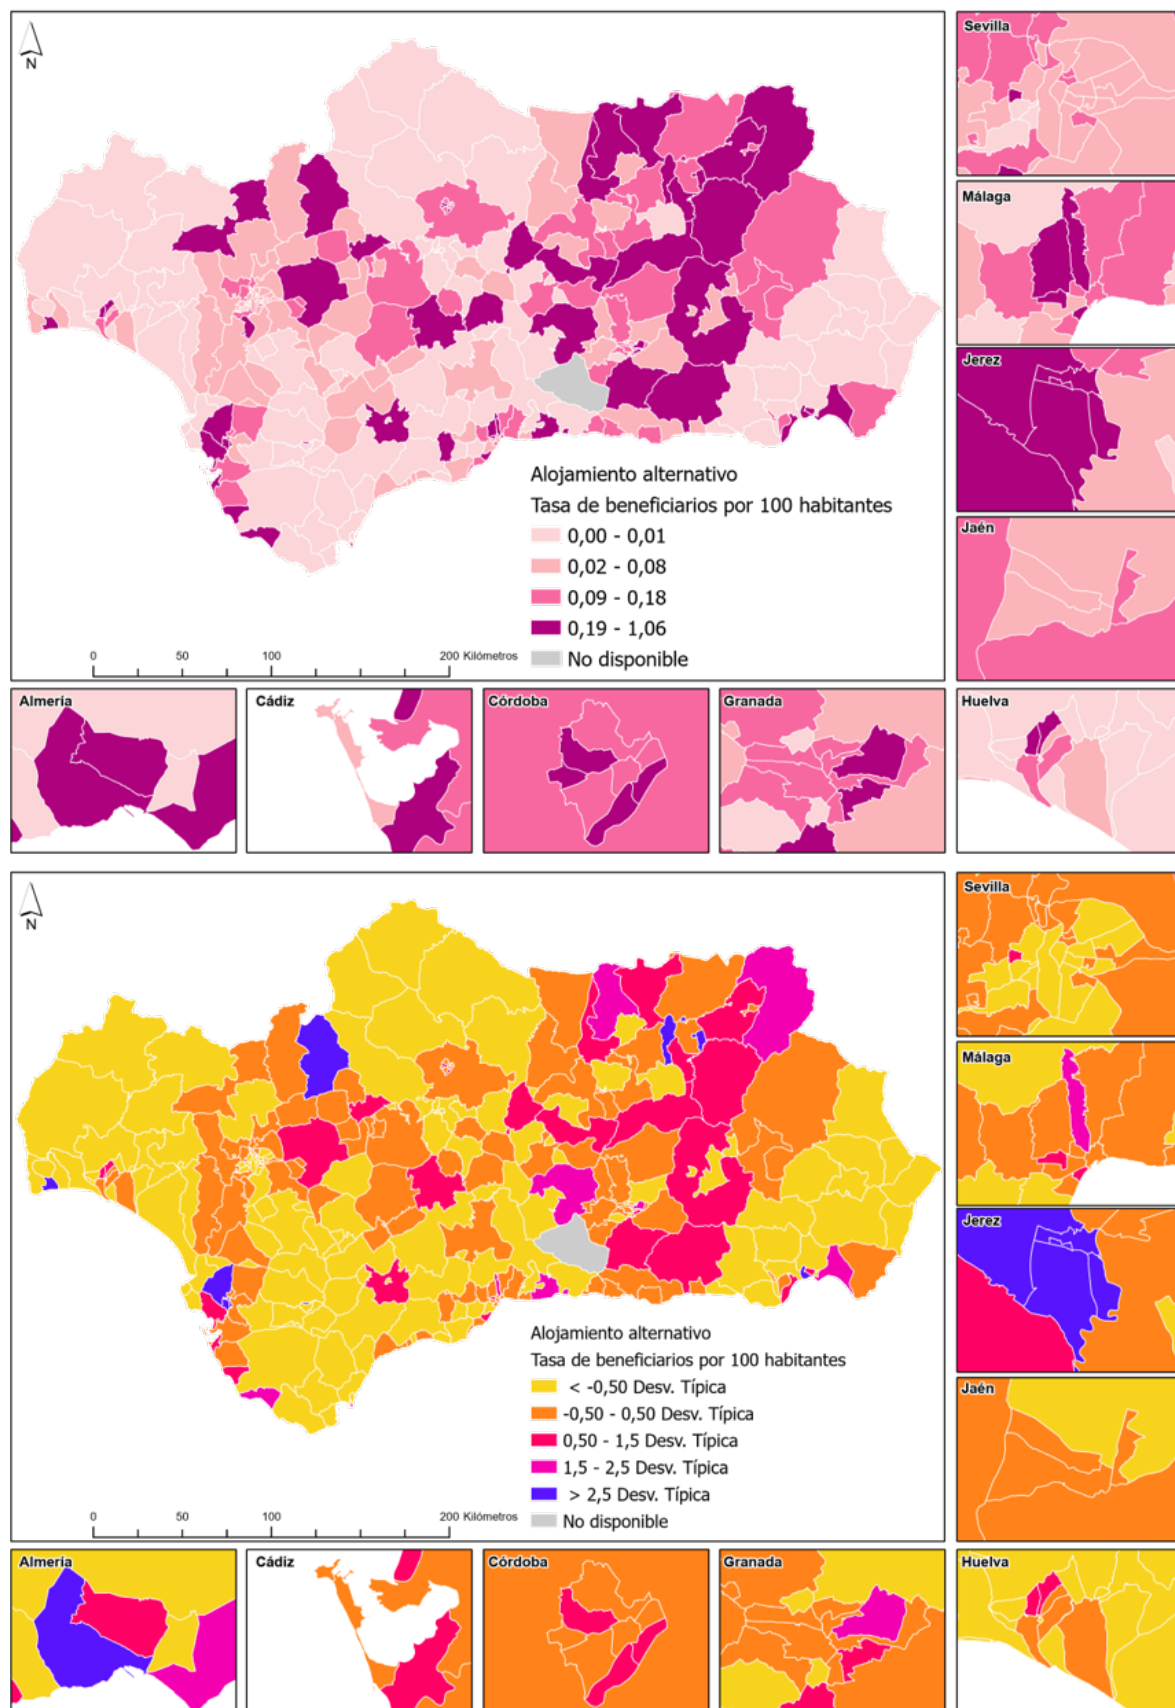 N
Alojamiento alternativo
Tasa de beneficiarios por 100 habitantes
0,00 - 0,01
0,02 - 0,08
0,09 - 0,18
0,19 - 1,06
No disponible
0 50 100 200 Kilómetros
Sevilla
Málaga
Jerez
Jaén
Almería
Cádiz
Córdoba
Granada
Huelva
N
Alojamiento alternativo
Tasa de beneficiarios por 100 habitantes
< -0,50 Desv. Típica
-0,50 - 0,50 Desv. Típica
0,50 - 1,5 Desv. Típica
1,5 - 2,5 Desv. Típica
> 2,5 Desv. Típica
No disponible
0 50 100 200 Kilómetros
Sevilla
Málaga
Jerez
Jaén
Almería
Cádiz
Córdoba
Granada
Huelva